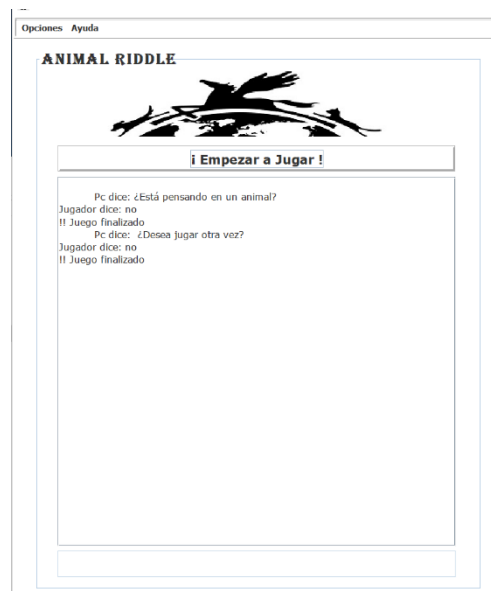 Opciones Ayuda
ANIMAL RIDDLE
¡ Empezar a Jugar !
Pc dice: ¿Está pensando en un animal?
Jugador dice: no
!! Juego finalizado
Pc dice: ¿Desea jugar otra vez?
Jugador dice: no
!! Juego finalizado